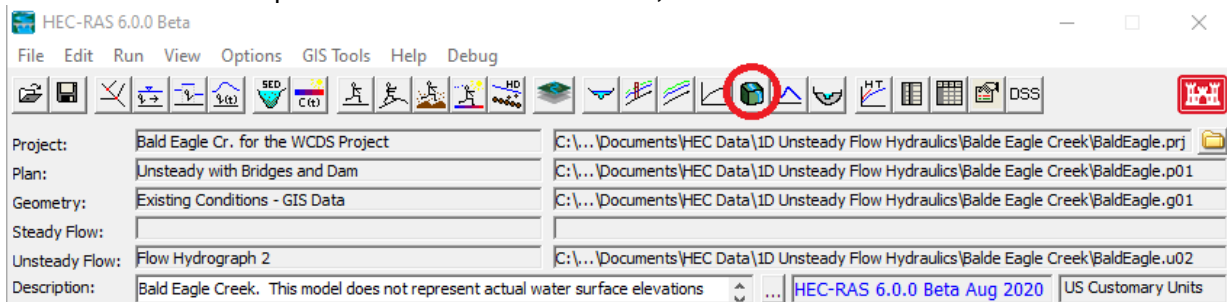 HEC-RAS 6.0.0 Beta
File Edit Run View Options GIS Tools Help Debug
SED C(t) HD HT DSS
Project: Bald Eagle Cr. for the WCDS Project C:\...\Documents\HEC Data\1D Unsteady Flow Hydraulics\Balde Eagle Creek\BaldEagle.prj
Plan: Unsteady with Bridges and Dam C:\...\Documents\HEC Data\1D Unsteady Flow Hydraulics\Balde Eagle Creek\BaldEagle.p01
Geometry: Existing Conditions - GIS Data C:\...\Documents\HEC Data\1D Unsteady Flow Hydraulics\Balde Eagle Creek\BaldEagle.g01
Steady Flow:
Unsteady Flow: Flow Hydrograph 2 C:\...\Documents\HEC Data\1D Unsteady Flow Hydraulics\Balde Eagle Creek\BaldEagle.u02
Description: Bald Eagle Creek. This model does not represent actual water surface elevations ... HEC-RAS 6.0.0 Beta Aug 2020 US Customary Units